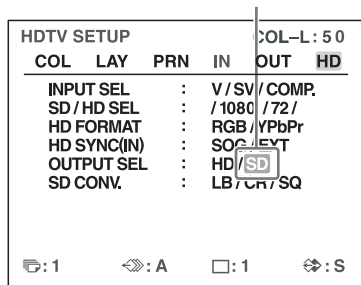 HDTV SETUP COL–L:50
COL LAY PRN IN OUT HD
INPUT SEL : V / SV / COMP.
SD / HD SEL : / 1080 / 72 /
HD FORMAT : RGB / YPbPr
HD SYNC(IN) : SOG / EXT
OUTPUT SEL : HD / SD
SD CONV. : LB / CR / SQ
:1 : A :1 : S